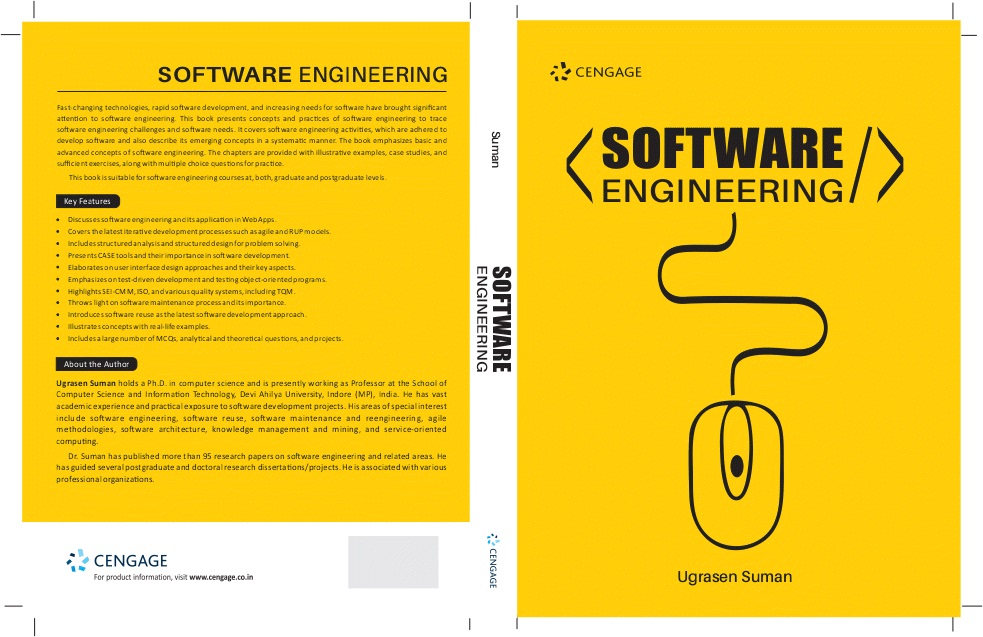 SOFTWARE ENGINEERING
Fast-changing technologies, rapid software development, and increasing needs for software have brought significant
attention to software engineering. This book presents concepts and practices of software engineering to trace
software engineering challenges and software needs. It covers software engineering activities, which are adhered to
develop software and also describe its emerging concepts in a systematic manner. The book emphasizes basic and
advanced concepts of software engineering. The chapters are provided with illustrative examples, case studies, and
sufficient exercises, along with multiple choice questions for practice.
This book is suitable for software engineering courses at, both, graduate and postgraduate levels.
Key Features
• Discusses software engineering and its application in WebApps.
• Covers the latest iterative development processes such as agile and RUP models.
• Includes structured analysis and structured design for problem solving.
• Presents CASE tools and their importance in software development.
• Elaborates on user interface design approaches and their key aspects.
• Emphasizes on test-driven development and testing object-oriented programs.
• Highlights SEI-CMM, ISO, and various quality systems, including TQM.
• Throws light on software maintenance process and its importance.
• Introduces software reuse as the latest software development approach.
• Illustrates concepts with real-life examples.
• Includes a large number of MCQs, analytical and theoretical questions, and projects.
About the Author
Ugrasen Suman holds a Ph.D. in computer science and is presently working as Professor at the School of
Computer Science and Information Technology, Devi Ahilya University, Indore (MP), India. He has vast
academic experience and practical exposure to software development projects. His areas of special interest
include software engineering, software reuse, software maintenance and reengineering, agile
methodologies, software architecture, knowledge management and mining, and service-oriented
computing.
Dr. Suman has published more than 95 research papers on software engineering and related areas. He
has guided several postgraduate and doctoral research dissertations/projects. He is associated with various
professional organizations.
CENGAGE
For product information, visit www.cengage.co.in
Suman
SOFTWARE
ENGINEERING
CENGAGE
CENGAGE
<SOFTWARE
ENGINEERING/>
Ugrasen Suman